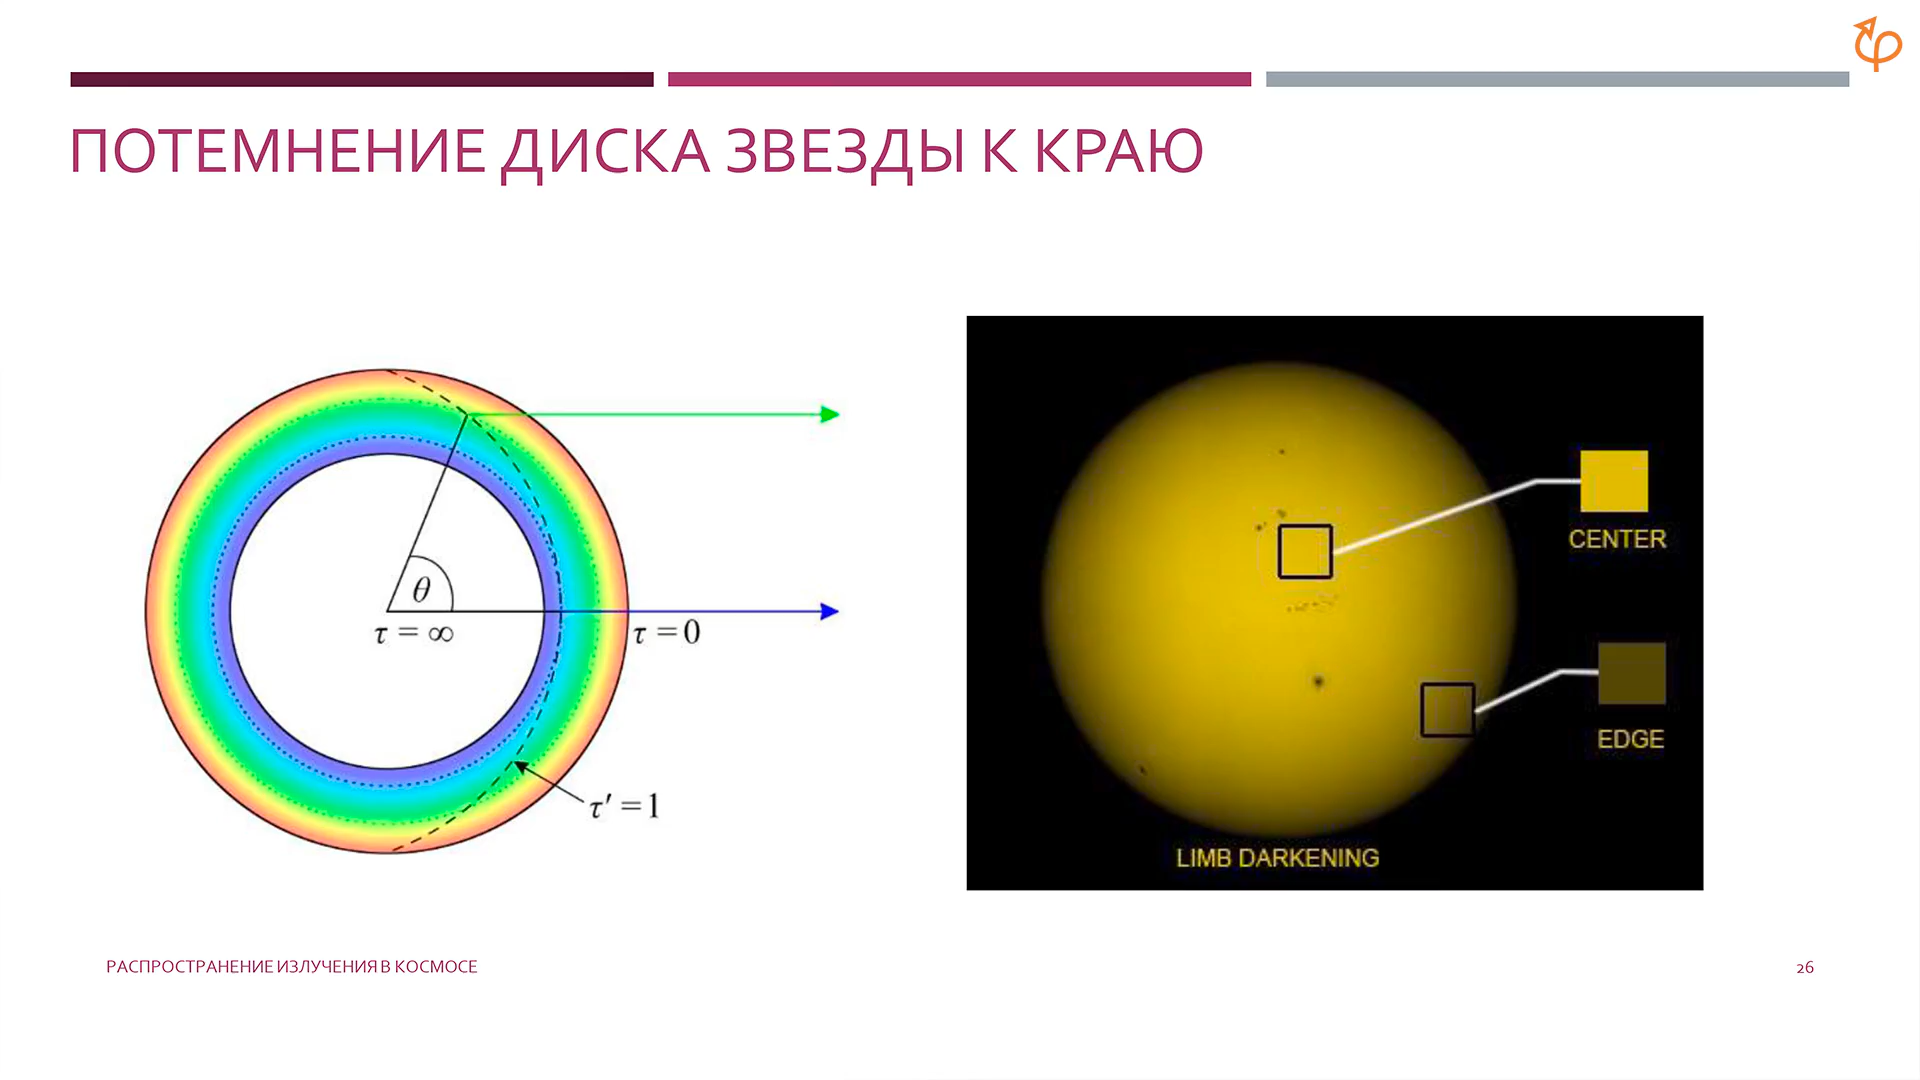 ПОТЕМНЕНИЕ ДИСКА ЗВЕЗДЫ К КРАЮ
θ
τ = ∞
τ = 0
τ′ = 1
CENTER
EDGE
LIMB DARKENING
РАСПРОСТРАНЕНИЕ ИЗЛУЧЕНИЯ В КОСМОСЕ
26